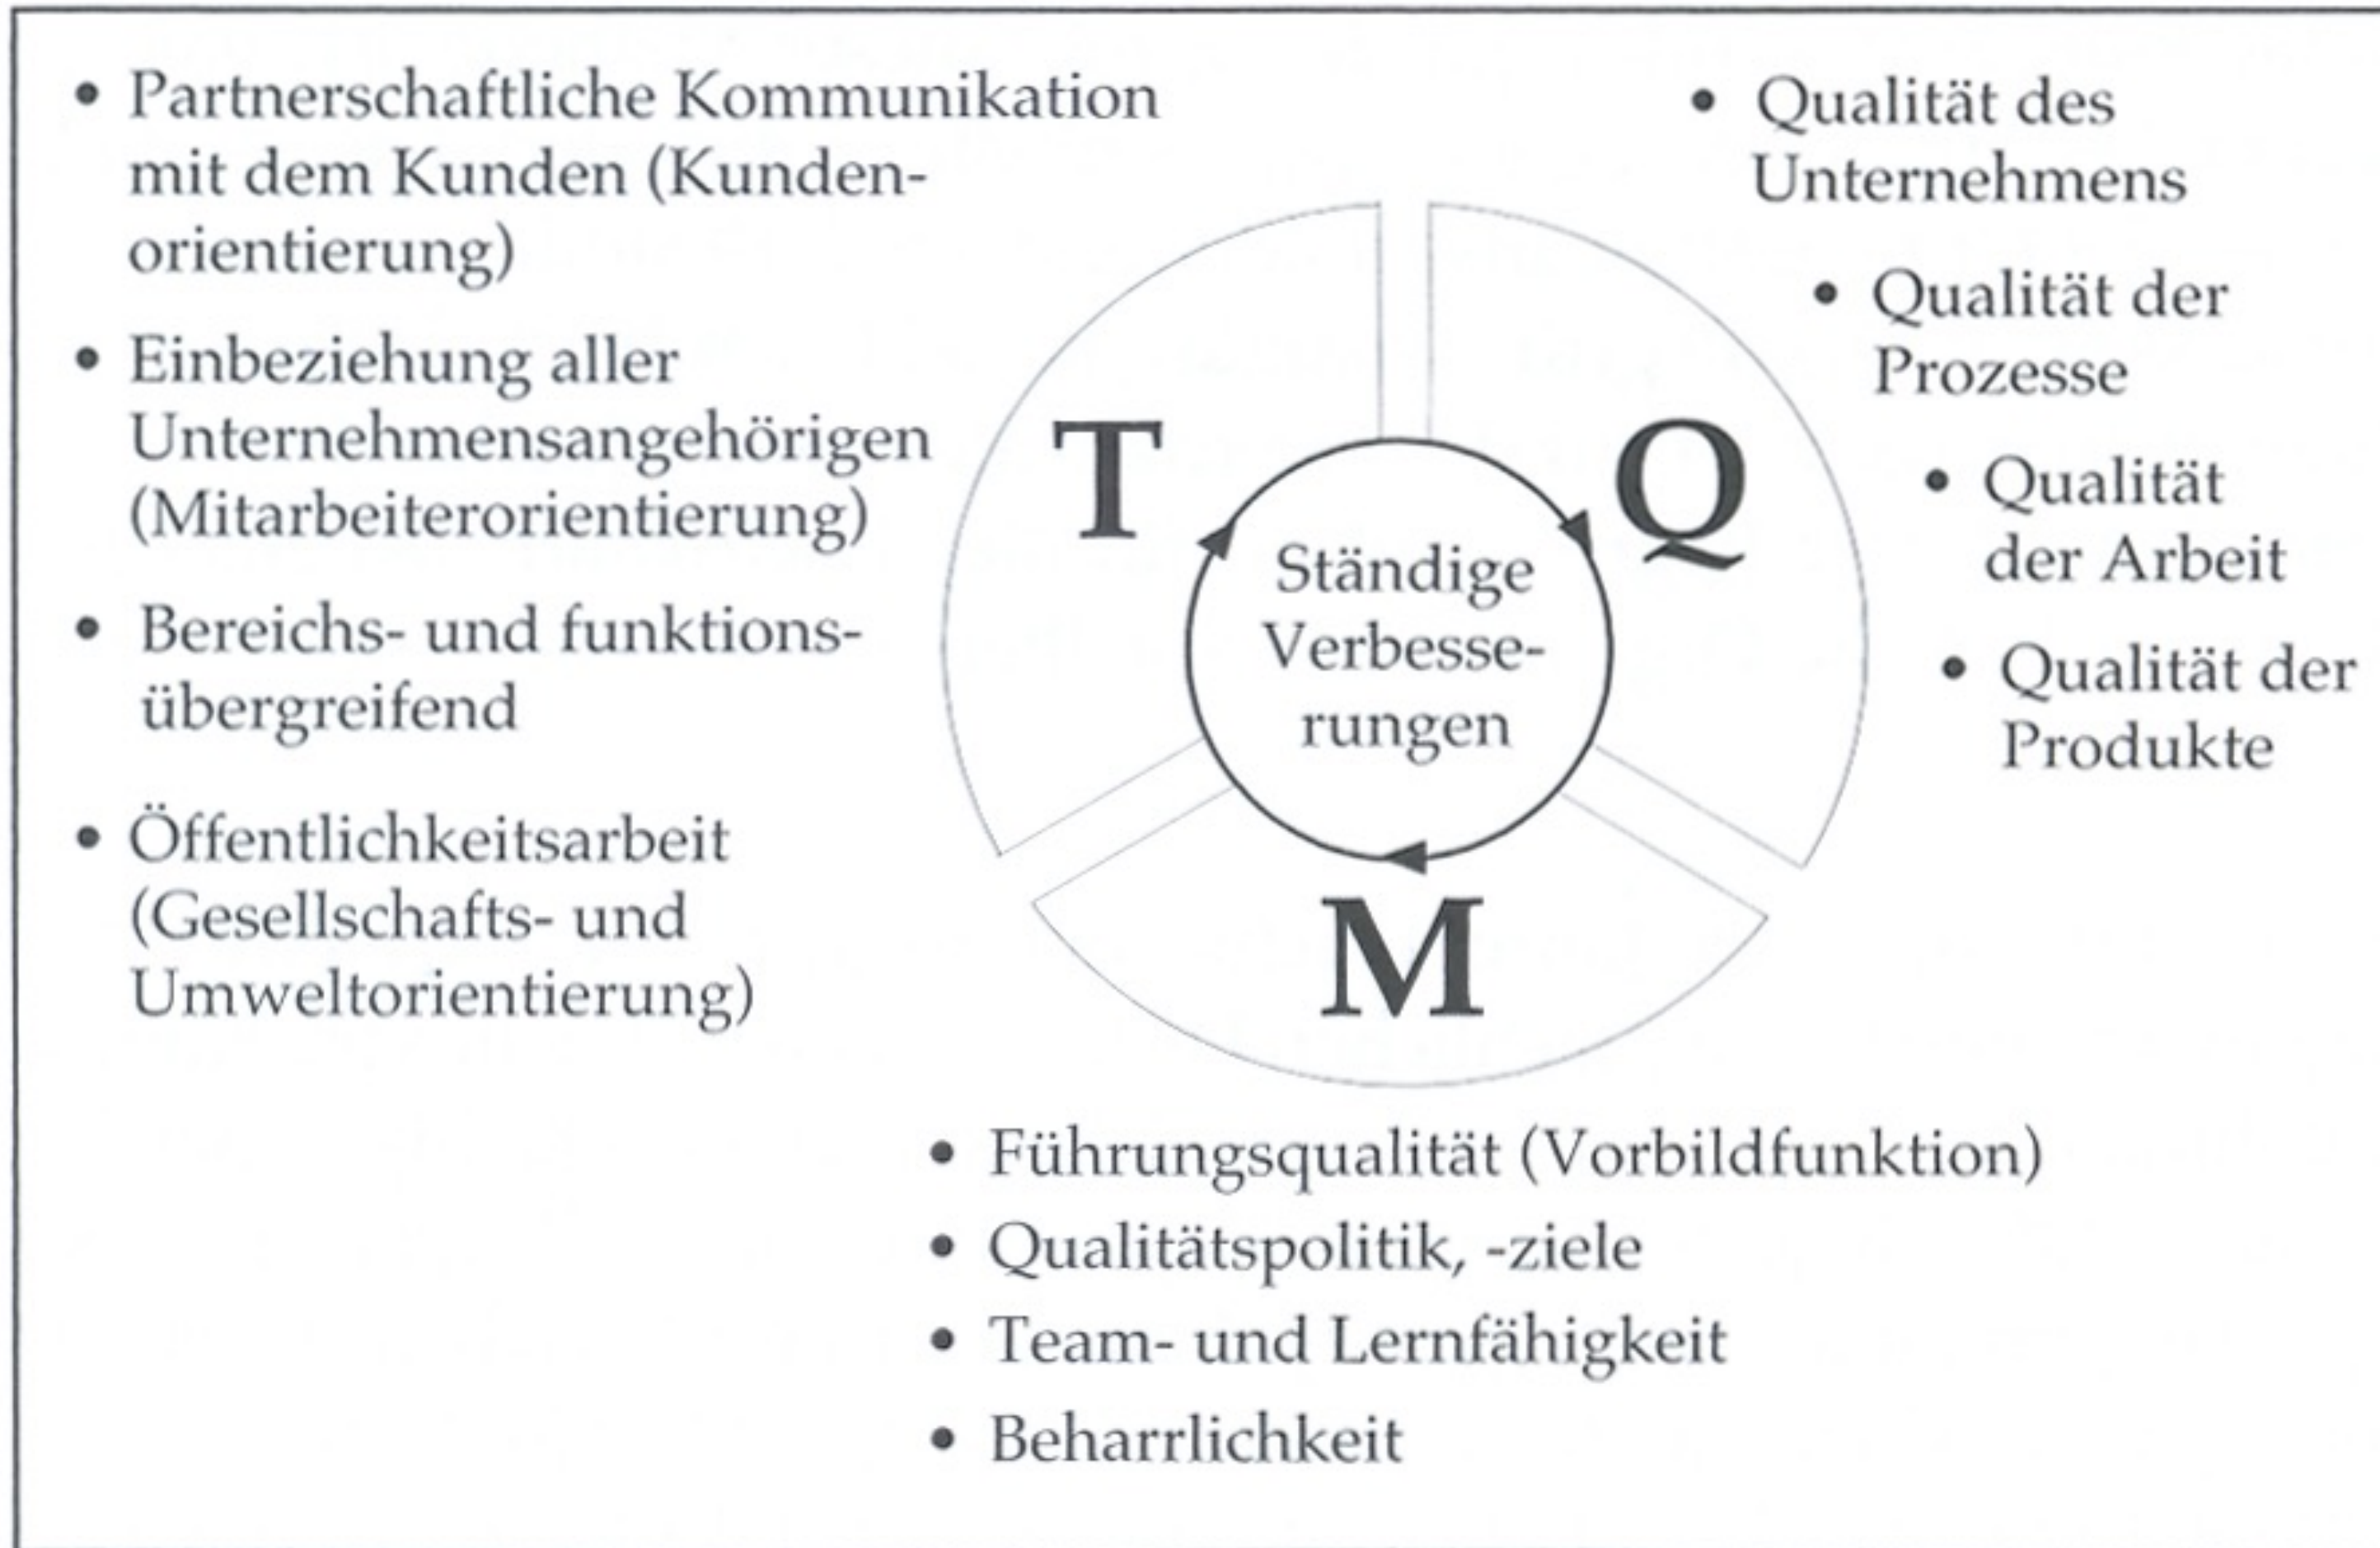 • Partnerschaftliche Kommunikation
mit dem Kunden (Kunden-
orientierung)
• Einbeziehung aller
Unternehmensangehörigen
(Mitarbeiterorientierung)
• Bereichs- und funktions-
übergreifend
• Öffentlichkeitsarbeit
(Gesellschafts- und
Umweltorientierung)
T
Q
M
Ständige
Verbesse-
rungen
• Qualität des
Unternehmens
• Qualität der
Prozesse
• Qualität
der Arbeit
• Qualität der
Produkte
• Führungsqualität (Vorbildfunktion)
• Qualitätspolitik, -ziele
• Team- und Lernfähigkeit
• Beharrlichkeit